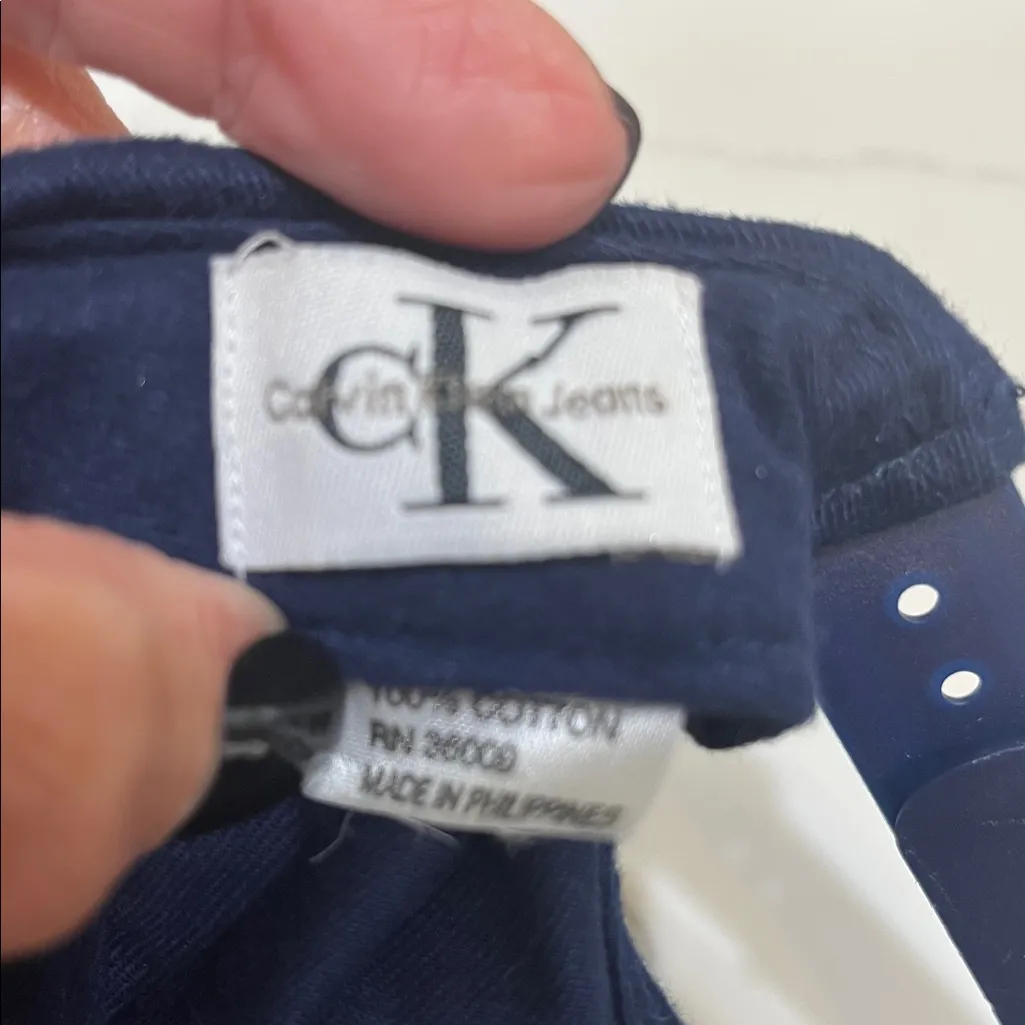 CK
Calvin Klein Jeans
100% COTTON
RN 36009
MADE IN PHILIPPINES